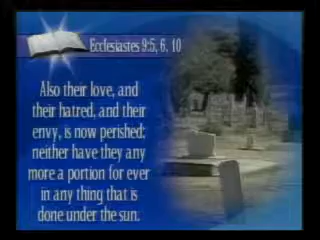 Ecclesiastes 9:5, 6, 10
Also their love, and
their hatred, and their
envy, is now perished;
neither have they any
more a portion for ever
in any thing that is
done under the sun.